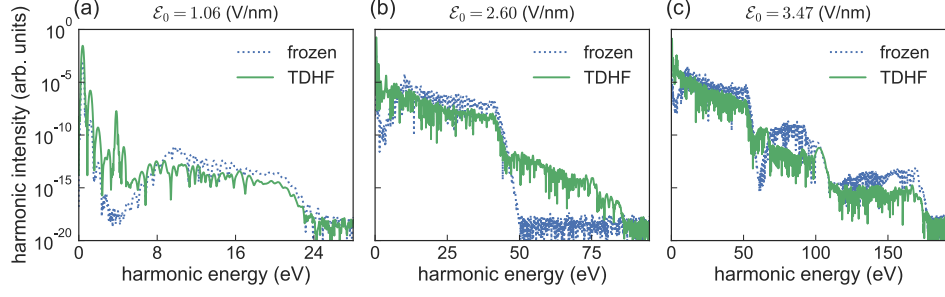 (a) ℰ₀ = 1.06 (V/nm)
(b) ℰ₀ = 2.60 (V/nm)
(c) ℰ₀ = 3.47 (V/nm)
harmonic intensity (arb. units)
10⁰
10⁻⁵
10⁻¹⁰
10⁻¹⁵
10⁻²⁰
frozen
TDHF
frozen
TDHF
frozen
TDHF
0 8 16 24
0 25 50 75
0 50 100 150
harmonic energy (eV)
harmonic energy (eV)
harmonic energy (eV)